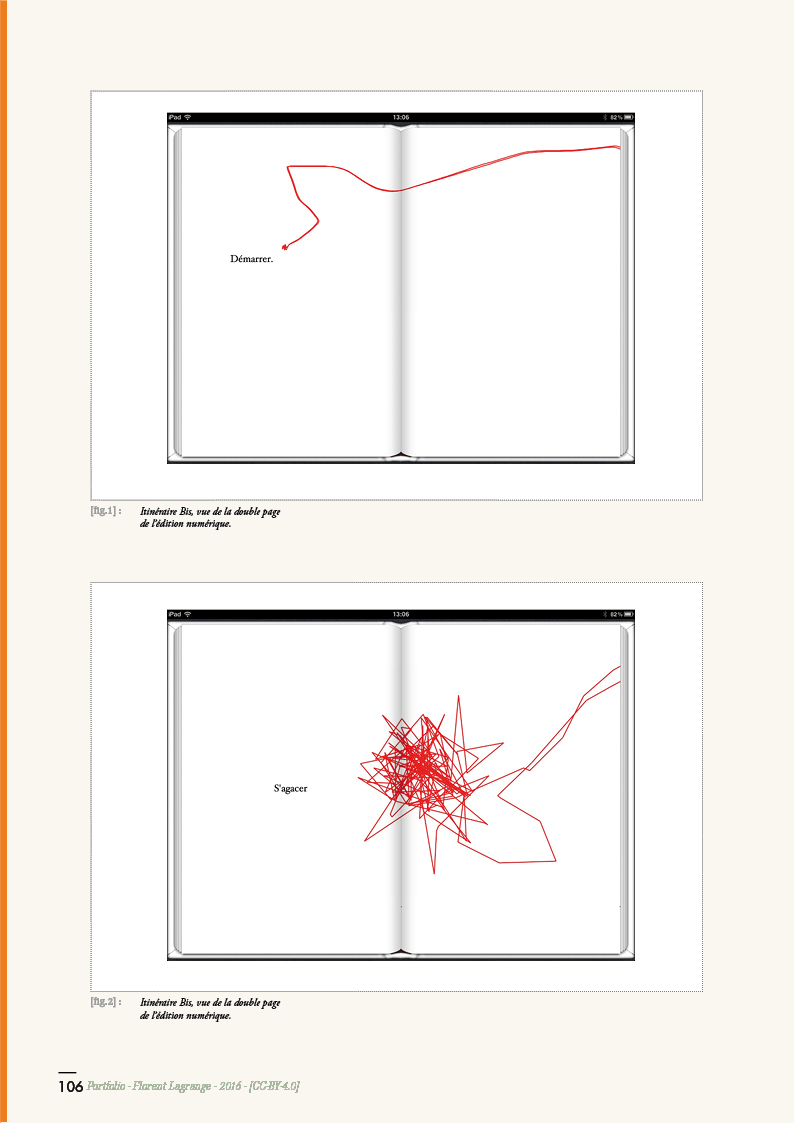 iPad 13:06 82%
Démarrer.
[fig.1] : Itinéraire Bis, vue de la double page
de l'édition numérique.
iPad 13:06 82%
S'agacer
[fig.2] : Itinéraire Bis, vue de la double page
de l'édition numérique.
106 Portfolio - Florent Lagrange - 2016 - [CC-BY-4.0]